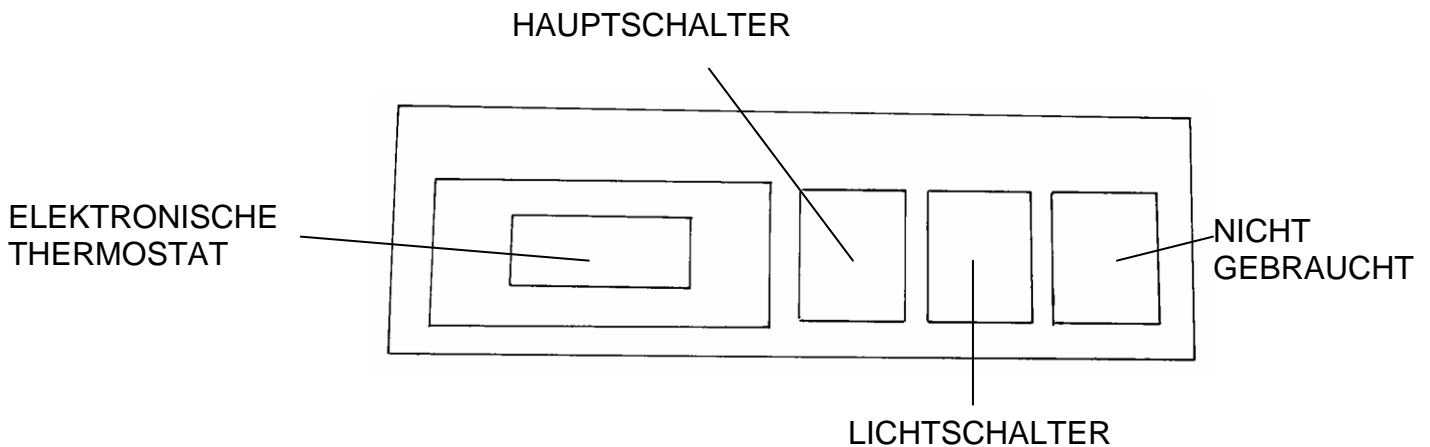 HAUPTSCHALTER
ELEKTRONISCHE
THERMOSTAT
NICHT
GEBRAUCHT
LICHTSCHALTER